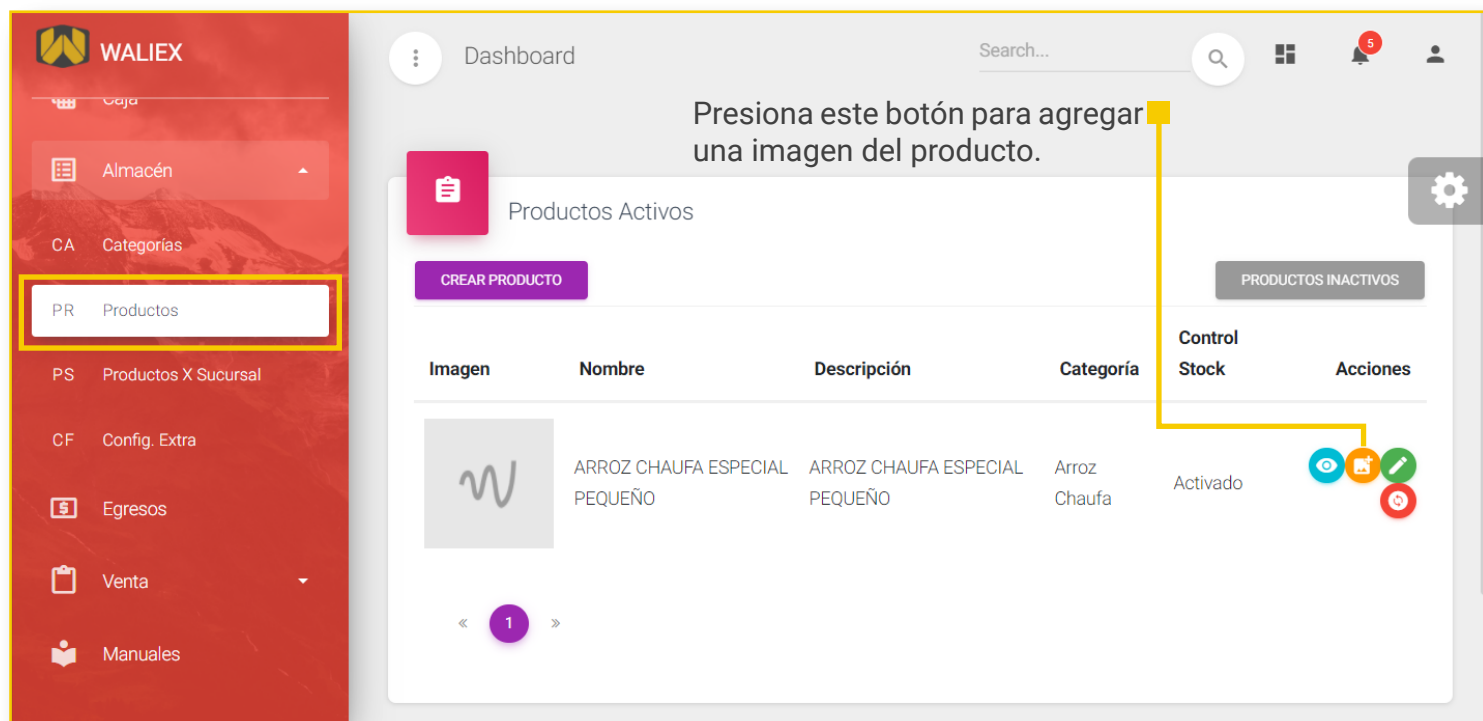 WALIEX
Caja
Almacén
CA Categorías
PR Productos
PS Productos X Sucursal
CF Config. Extra
Egresos
Venta
Manuales
Dashboard
Search...
5
Presiona este botón para agregar
una imagen del producto.
Productos Activos
CREAR PRODUCTO
PRODUCTOS INACTIVOS
Imagen Nombre Descripción Categoría Control Stock Acciones
ARROZ CHAUFA ESPECIAL
PEQUEÑO
ARROZ CHAUFA ESPECIAL
PEQUEÑO
Arroz
Chaufa
Activado
« 1 »